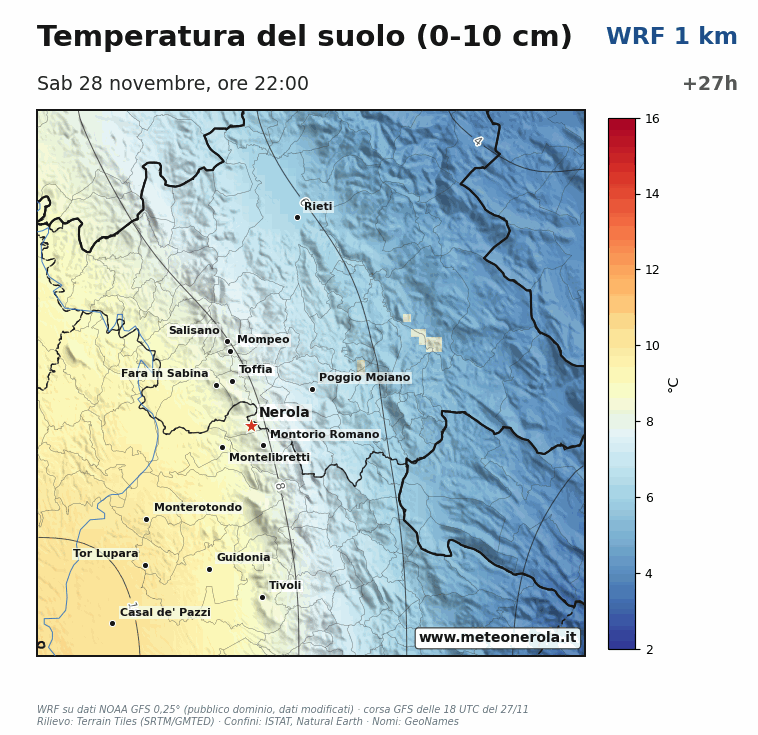 Temperatura del suolo (0-10 cm)
WRF 1 km
Sab 28 novembre, ore 22:00
+27h
4
Rieti
Salisano
Mompeo
Toffia
Fara in Sabina
Poggio Moiano
Nerola
Montorio Romano
Montelibretti
8
Monterotondo
Tor Lupara
Guidonia
Tivoli
Casal de' Pazzi
www.meteonerola.it
16
14
12
10
8
6
4
2
°C
WRF su dati NOAA GFS 0,25° (pubblico dominio, dati modificati) · corsa GFS delle 18 UTC del 27/11
Rilievo: Terrain Tiles (SRTM/GMTED) · Confini: ISTAT, Natural Earth · Nomi: GeoNames